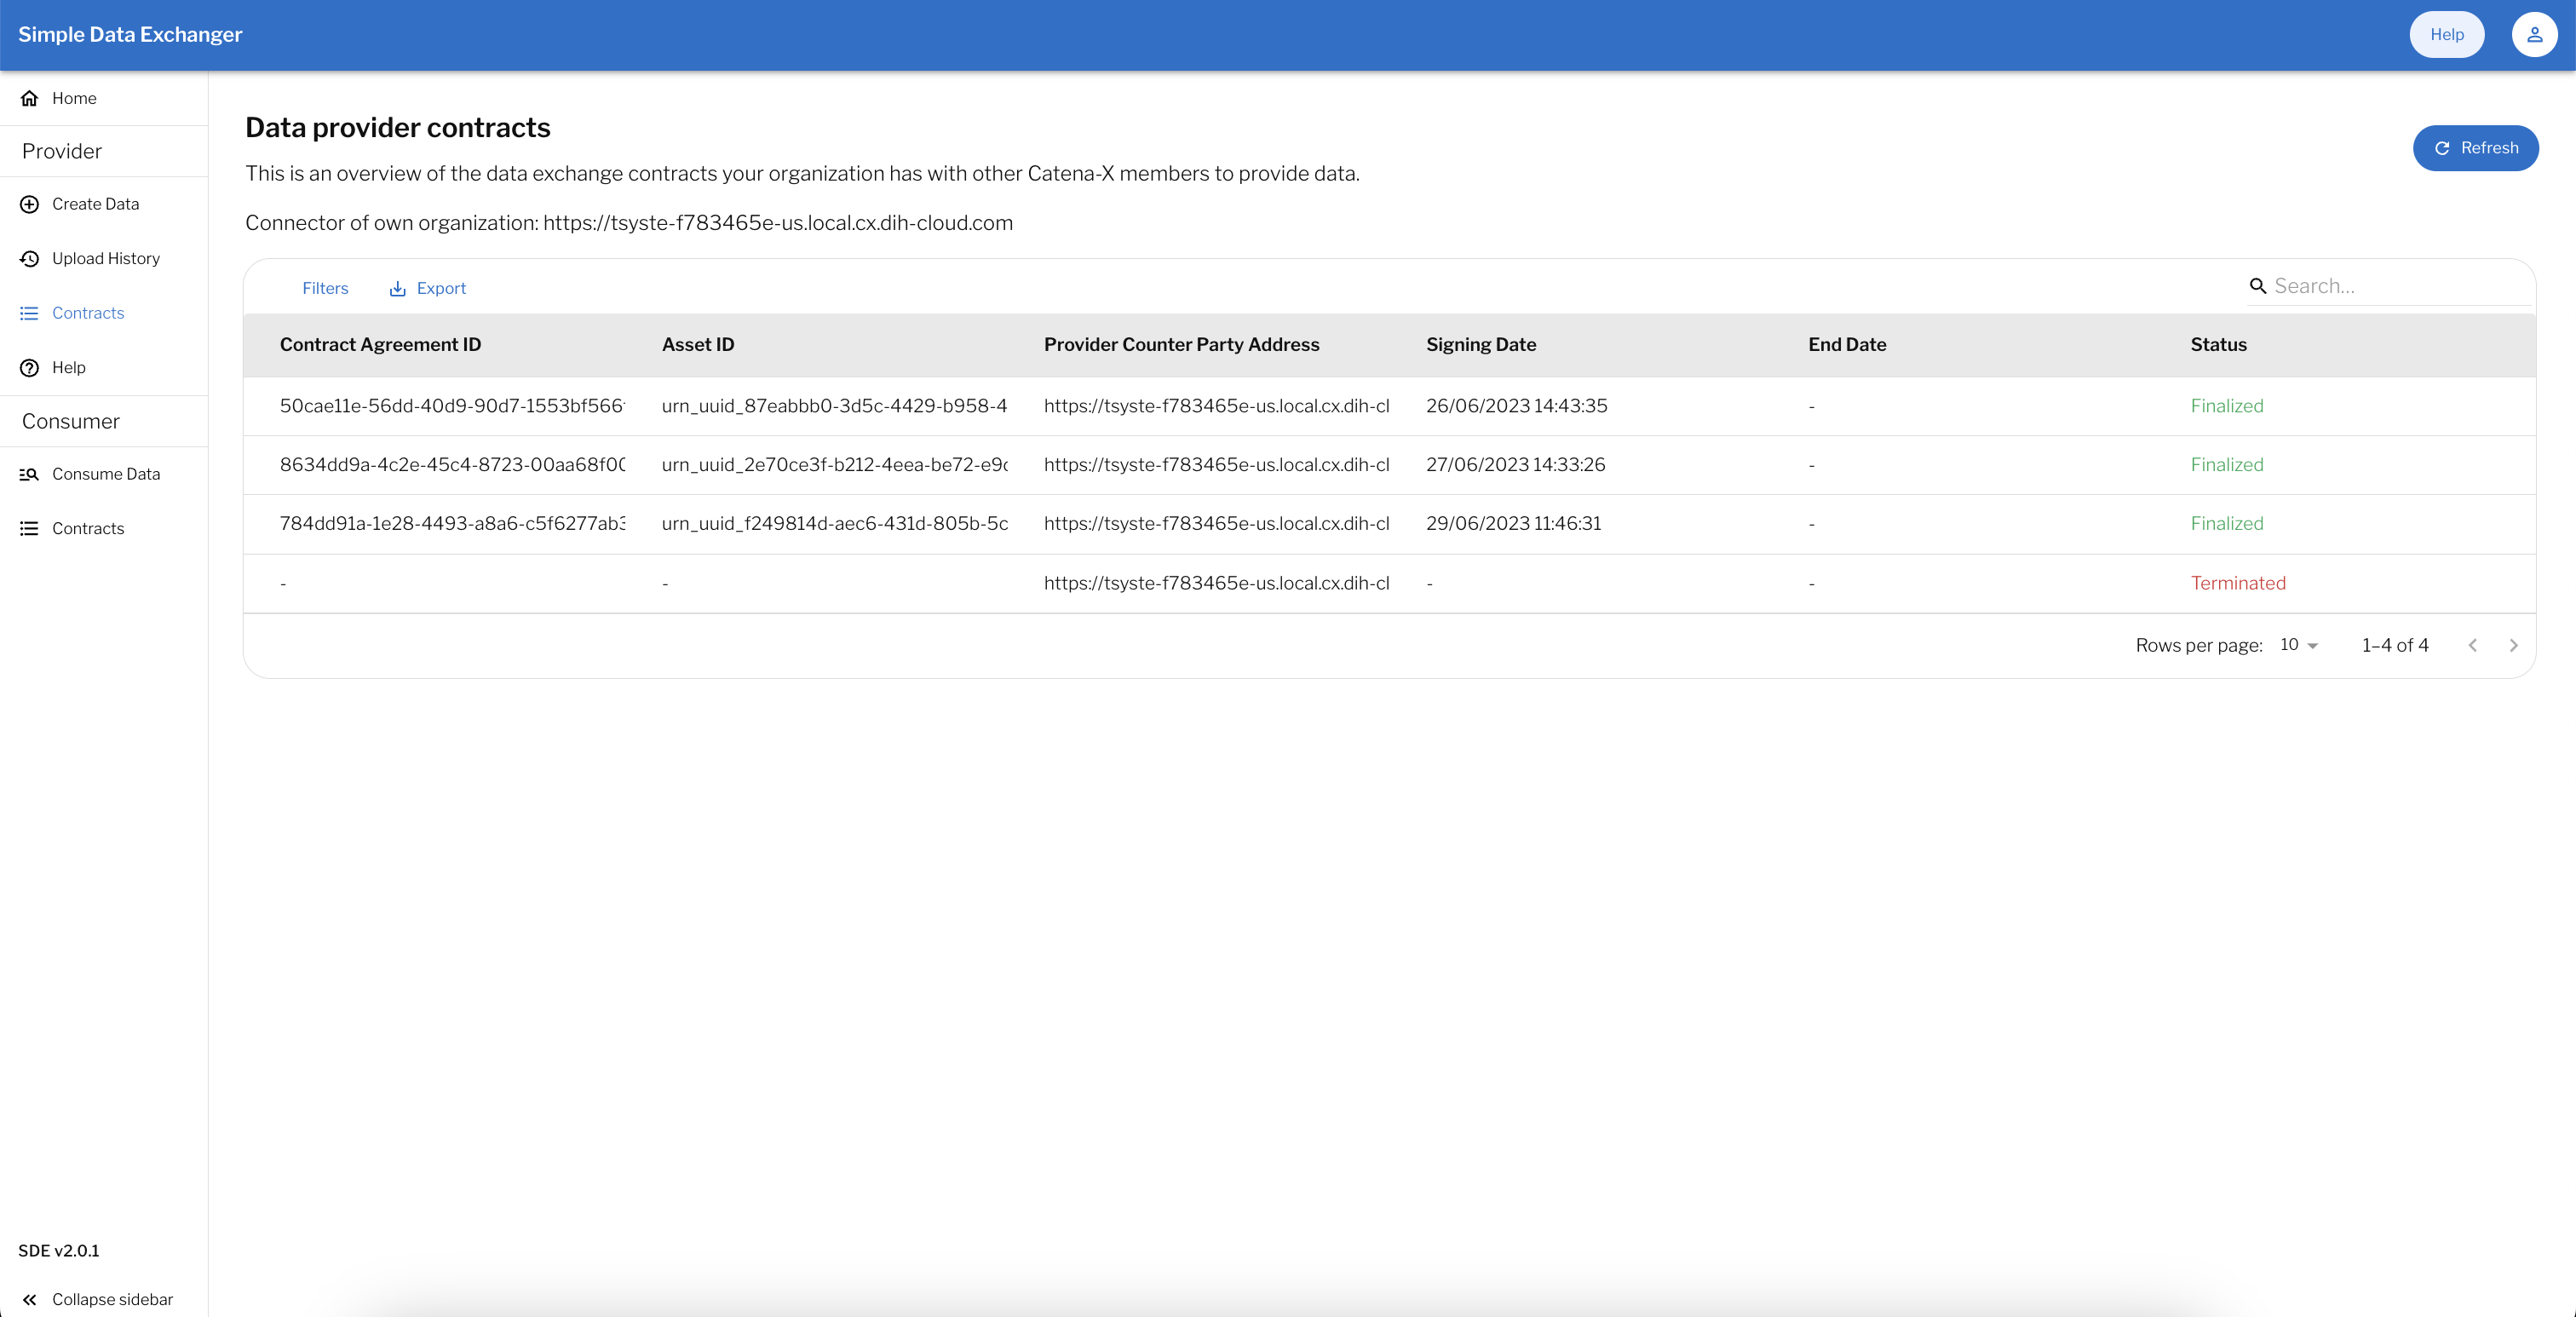 Simple Data Exchanger
Help
Home
Provider
Create Data
Upload History
Contracts
Help
Consumer
Consume Data
Contracts
SDE v2.0.1
Collapse sidebar
Data provider contracts
Refresh
This is an overview of the data exchange contracts your organization has with other Catena-X members to provide data.
Connector of own organization: https://tsyste-f783465e-us.local.cx.dih-cloud.com
Filters Export Search...
Contract Agreement ID Asset ID Provider Counter Party Address Signing Date End Date Status
50cae11e-56dd-40d9-90d7-1553bf566 urn_uuid_87eabbb0-3d5c-4429-b958-4 https://tsyste-f783465e-us.local.cx.dih-cl 26/06/2023 14:43:35 - Finalized
8634dd9a-4c2e-45c4-8723-00aa68f00 urn_uuid_2e70ce3f-b212-4eea-be72-e9c https://tsyste-f783465e-us.local.cx.dih-cl 27/06/2023 14:33:26 - Finalized
784dd91a-1e28-4493-a8a6-c5f6277ab3 urn_uuid_f249814d-aec6-431d-805b-5c https://tsyste-f783465e-us.local.cx.dih-cl 29/06/2023 11:46:31 - Finalized
- - https://tsyste-f783465e-us.local.cx.dih-cl - - Terminated
Rows per page: 10 1–4 of 4